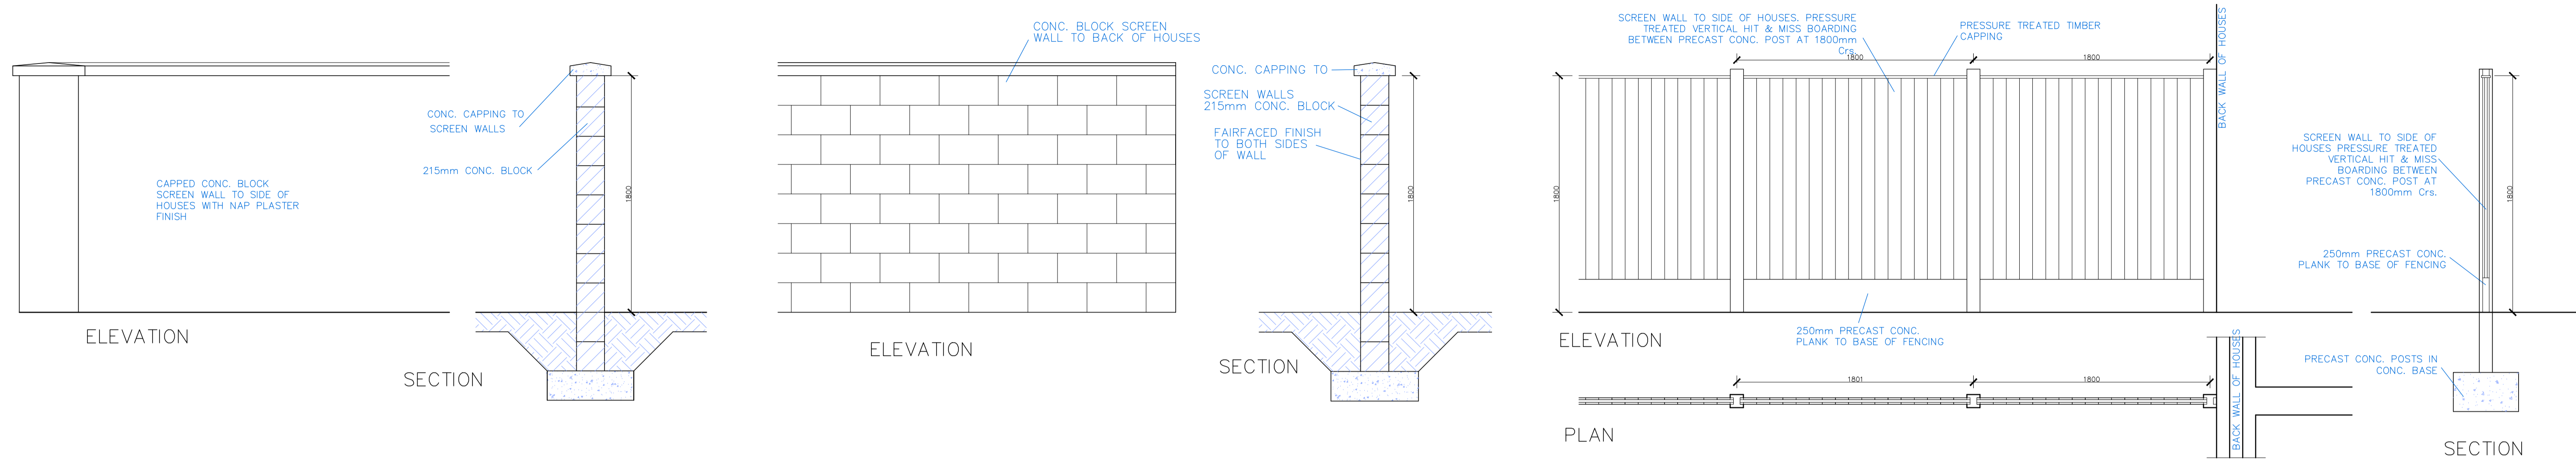 CAPPED CONC. BLOCK
SCREEN WALL TO SIDE OF
HOUSES WITH NAP PLASTER
FINISH
ELEVATION
CONC. CAPPING TO
SCREEN WALLS
215mm CONC. BLOCK
1800
SECTION
CONC. BLOCK SCREEN
WALL TO BACK OF HOUSES
ELEVATION
CONC. CAPPING TO
SCREEN WALLS
215mm CONC. BLOCK
FAIRFACED FINISH
TO BOTH SIDES
OF WALL
1800
SECTION
SCREEN WALL TO SIDE OF HOUSES. PRESSURE
TREATED VERTICAL HIT & MISS BOARDING
BETWEEN PRECAST CONC. POST AT 1800mm
Crs.
PRESSURE TREATED TIMBER
CAPPING
1800
1800
1800
BACK WALL OF HOUSES
250mm PRECAST CONC.
PLANK TO BASE OF FENCING
ELEVATION
1801
1800
BACK WALL OF HOUSES
PLAN
SCREEN WALL TO SIDE OF
HOUSES PRESSURE TREATED
VERTICAL HIT & MISS
BOARDING BETWEEN
PRECAST CONC. POST AT
1800mm Crs.
1800
250mm PRECAST CONC.
PLANK TO BASE OF FENCING
PRECAST CONC. POSTS IN
CONC. BASE
SECTION